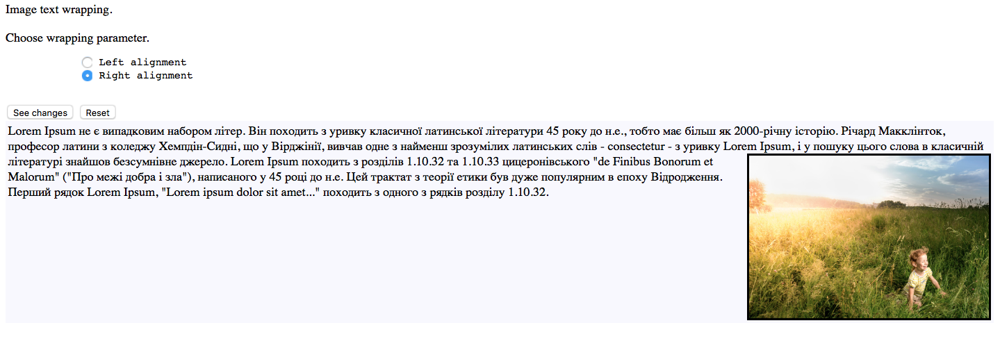 Image text wrapping.
Choose wrapping parameter.
Left alignment
Right alignment
See changes Reset
Lorem Ipsum не є випадковим набором літер. Він походить з уривку класичної латинської літератури 45 року до н.е., тобто має більш як 2000-річну історію. Річард Макклінток,
професор латини з коледжу Хемпдін-Сидні, що у Вірджінії, вивчав одне з найменш зрозумілих латинських слів - consectetur - з уривку Lorem Ipsum, і у пошуку цього слова в класичній
літературі знайшов безсумнівне джерело. Lorem Ipsum походить з розділів 1.10.32 та 1.10.33 цицеронівського "de Finibus Bonorum et
Malorum" ("Про межі добра і зла"), написаного у 45 році до н.е. Цей трактат з теорії етики був дуже популярним в епоху Відродження.
Перший рядок Lorem Ipsum, "Lorem ipsum dolor sit amet..." походить з одного з рядків розділу 1.10.32.